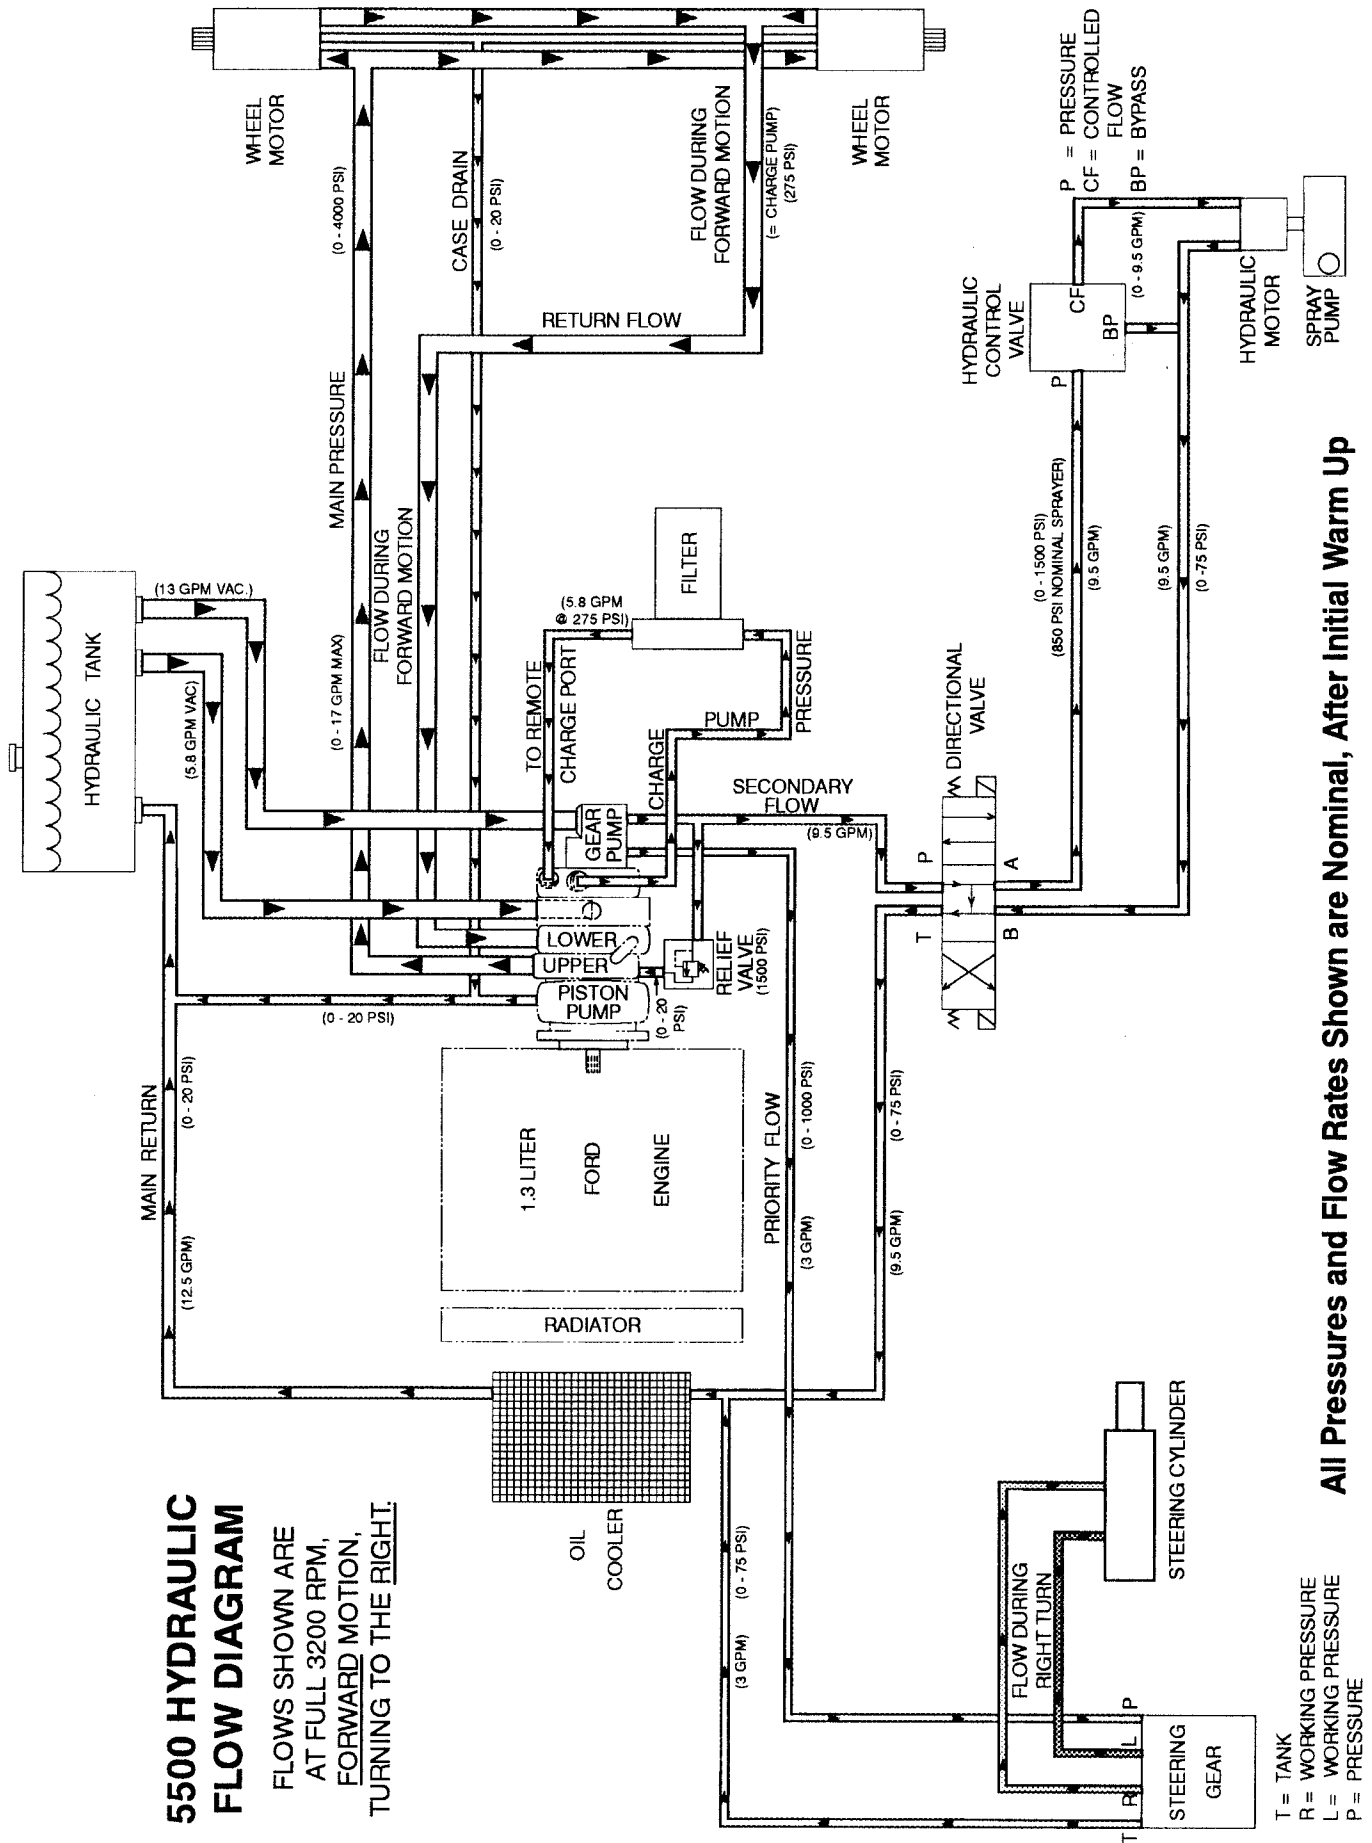 5500 HYDRAULIC
FLOW DIAGRAM
FLOWS SHOWN ARE
AT FULL 3200 RPM,
FORWARD MOTION,
TURNING TO THE RIGHT.
MAIN RETURN
(12.5 GPM)
(0 - 20 PSI)
(0 - 20 PSI)
HYDRAULIC TANK
(13 GPM VAC.)
(5.8 GPM VAC)
(0 - 17 GPM MAX)
MAIN PRESSURE
(0 -4000 PSI)
FLOW DURING
FORWARD MOTION
WHEEL
MOTOR
CASE DRAIN
(0 - 20 PSI)
RETURN FLOW
FLOW DURING
FORWARD MOTION
(= CHARGE PUMP)
(275 PSI)
WHEEL
MOTOR
OIL
COOLER
RADIATOR
1.3 LITER
FORD
ENGINE
PISTON
PUMP
UPPER
LOWER
GEAR
PUMP
(0 - 20
PSI)
RELIEF
VALVE
(1500 PSI)
TO REMOTE
CHARGE PORT
(5.8 GPM
@ 275 PSI)
FILTER
CHARGE
PUMP
PRESSURE
SECONDARY
FLOW
(9.5 GPM)
PRIORITY FLOW
(3 GPM)
(0 - 1000 PSI)
(9.5 GPM)
(0 -75 PSI)
DIRECTIONAL
VALVE
T
P
B
A
(0 - 1500 PSI)
(850 PSI NOMINAL SPRAYER)
(9.5 GPM)
(9.5 GPM)
(0 -75 PSI)
HYDRAULIC
CONTROL
VALVE
P
CF
BP
(0 -9.5 GPM)
P = PRESSURE
CF = CONTROLLED
FLOW
BP = BYPASS
HYDRAULIC
MOTOR
SPRAY
PUMP
(3 GPM)
(0 -75 PSI)
FLOW DURING
RIGHT TURN
STEERING CYLINDER
T
R
L
P
STEERING
GEAR
T = TANK
R = WORKING PRESSURE
L = WORKING PRESSURE
P = PRESSURE
All Pressures and Flow Rates Shown are Nominal, After Initial Warm Up